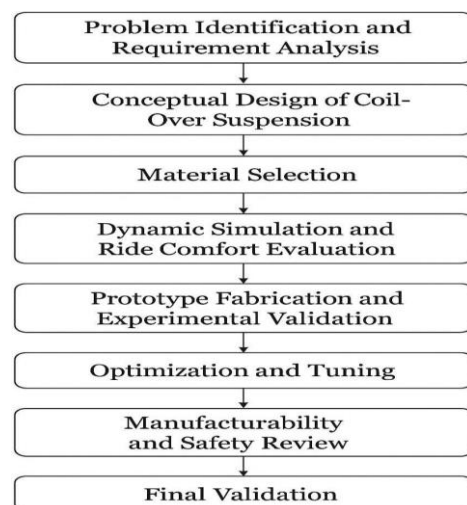 Problem Identification and
Requirement Analysis
Conceptual Design of Coil-
Over Suspension
Material Selection
Dynamic Simulation and
Ride Comfort Evaluation
Prototype Fabrication and
Experimental Validation
Optimization and Tuning
Manufacturability
and Safety Review
Final Validation